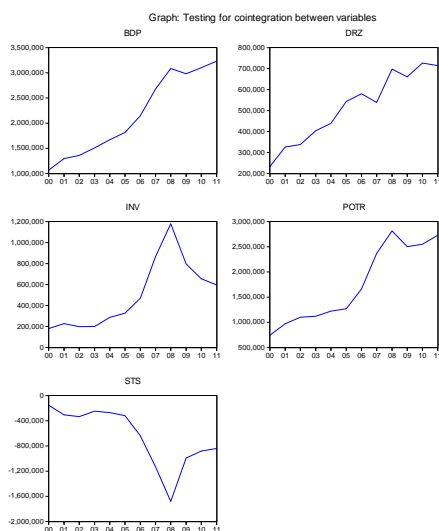 Graph: Testing for cointegration between variables
BDP
3,500,000
3,000,000
2,500,000
2,000,000
1,500,000
1,000,000
00 01 02 03 04 05 06 07 08 09 10 11
DRZ
800,000
700,000
600,000
500,000
400,000
300,000
200,000
00 01 02 03 04 05 06 07 08 09 10 11
INV
1,200,000
1,000,000
800,000
600,000
400,000
200,000
0
00 01 02 03 04 05 06 07 08 09 10 11
POTR
3,000,000
2,500,000
2,000,000
1,500,000
1,000,000
500,000
00 01 02 03 04 05 06 07 08 09 10 11
STS
0
-400,000
-800,000
-1,200,000
-1,600,000
-2,000,000
00 01 02 03 04 05 06 07 08 09 10 11